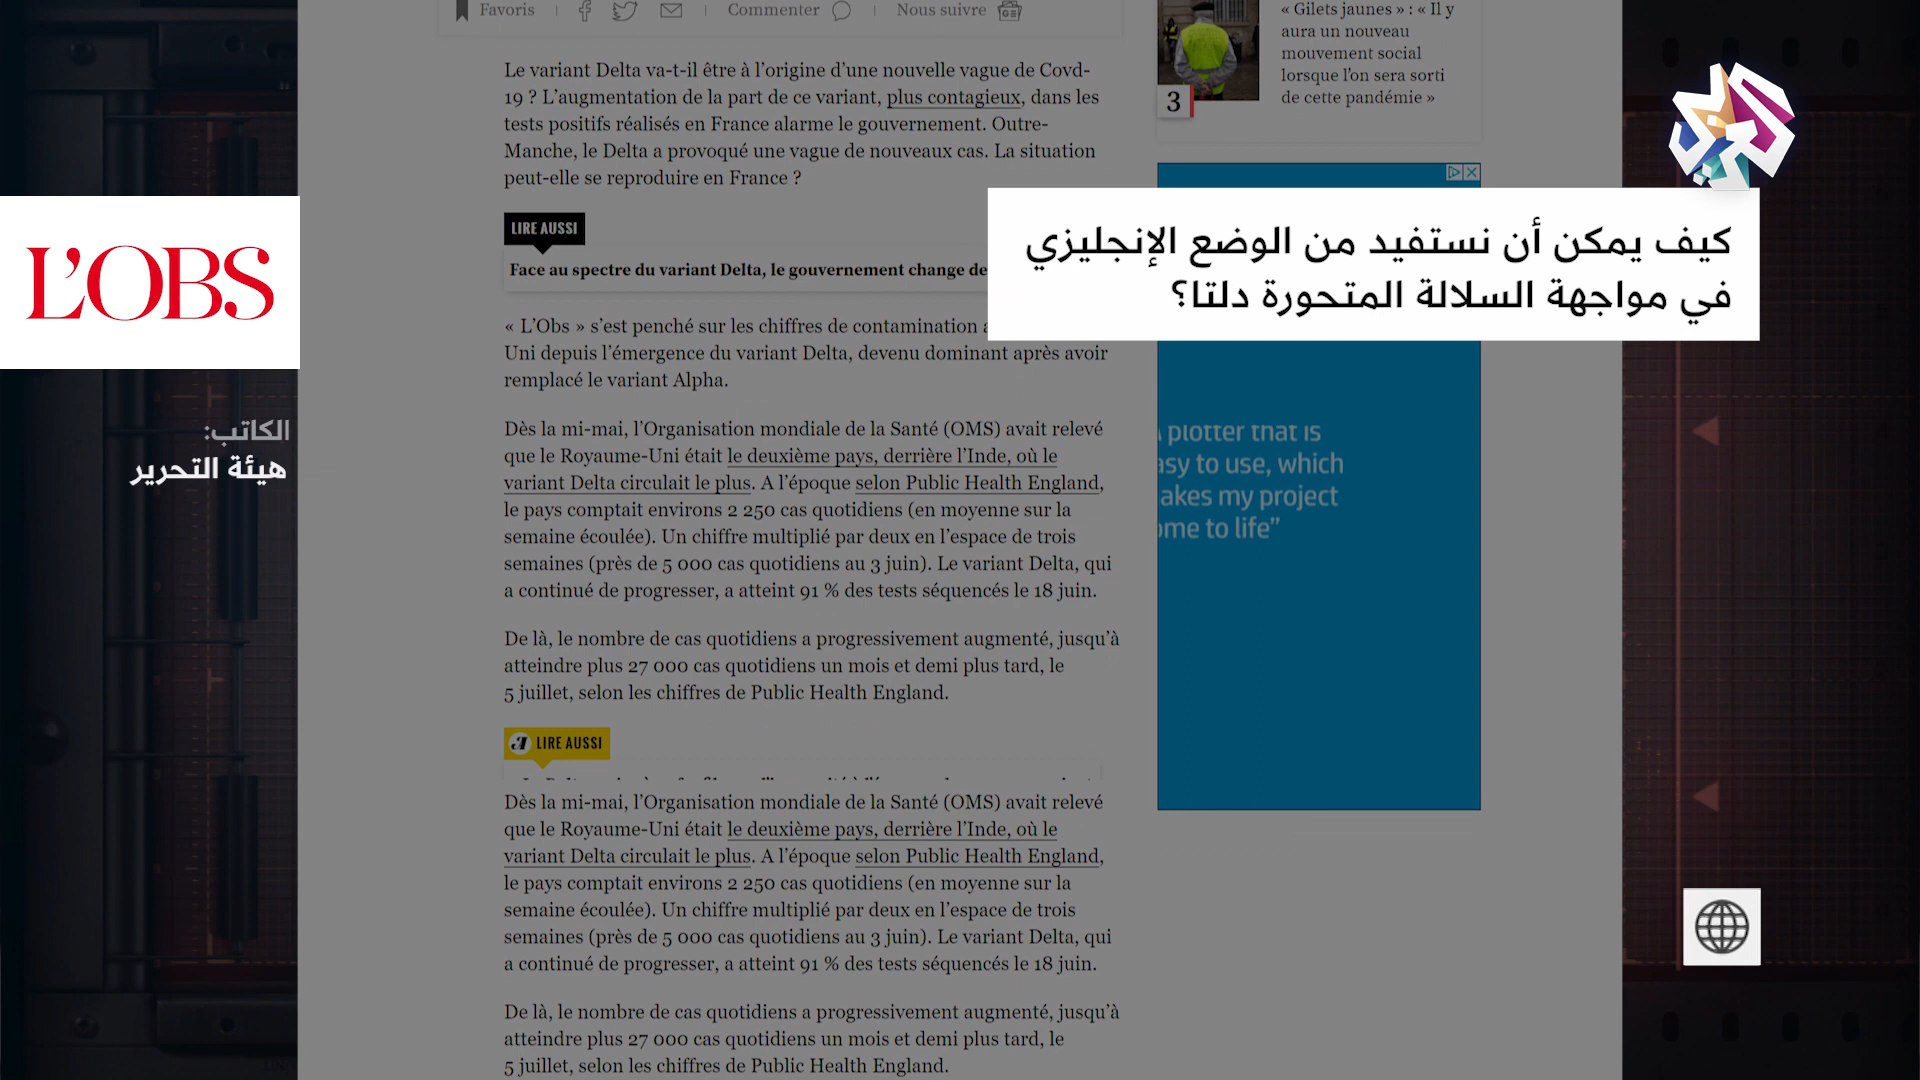 Favoris
Commenter
Nous suivre
Le variant Delta va-t-il être à l'origine d'une nouvelle vague de Covd-
19 ? L'augmentation de la part de ce variant, plus contagieux, dans les
tests positifs réalisés en France alarme le gouvernement. Outre-
Manche, le Delta a provoqué une vague de nouveaux cas. La situation
peut-elle se reproduire en France ?
LIRE AUSSI
Face au spectre du variant Delta, le gouvernement change de
« L'Obs » s'est penché sur les chiffres de contamination
Uni depuis l'émergence du variant Delta, devenu dominant après avoir
remplacé le variant Alpha.
Dès la mi-mai, l'Organisation mondiale de la Santé (OMS) avait relevé
que le Royaume-Uni était le deuxième pays, derrière l'Inde, où le
variant Delta circulait le plus. A l'époque selon Public Health England,
le pays comptait environs 2 250 cas quotidiens (en moyenne sur la
semaine écoulée). Un chiffre multiplié par deux en l'espace de trois
semaines (près de 5 000 cas quotidiens au 3 juin). Le variant Delta, qui
a continué de progresser, a atteint 91 % des tests séquencés le 18 juin.
De là, le nombre de cas quotidiens a progressivement augmenté, jusqu'à
atteindre plus 27 000 cas quotidiens un mois et demi plus tard, le
5 juillet, selon les chiffres de Public Health England.
LIRE AUSSI
Dès la mi-mai, l'Organisation mondiale de la Santé (OMS) avait relevé
que le Royaume-Uni était le deuxième pays, derrière l'Inde, où le
variant Delta circulait le plus. A l'époque selon Public Health England,
le pays comptait environs 2 250 cas quotidiens (en moyenne sur la
semaine écoulée). Un chiffre multiplié par deux en l'espace de trois
semaines (près de 5 000 cas quotidiens au 3 juin). Le variant Delta, qui
a continué de progresser, a atteint 91 % des tests séquencés le 18 juin.
De là, le nombre de cas quotidiens a progressivement augmenté, jusqu'à
atteindre plus 27 000 cas quotidiens un mois et demi plus tard, le
5 juillet, selon les chiffres de Public Health England.
« Gilets jaunes » : « Il y
aura un nouveau
mouvement social
lorsque l'on sera sorti
de cette pandémie »
3
كيف يمكن أن نستفيد من الوضع الإنجليزي
في مواجهة السلالة المتحورة دلتا؟
plotter that is
easy to use, which
akes my project
ome to life”
L'OBS
الكاتب:
هيئة التحرير